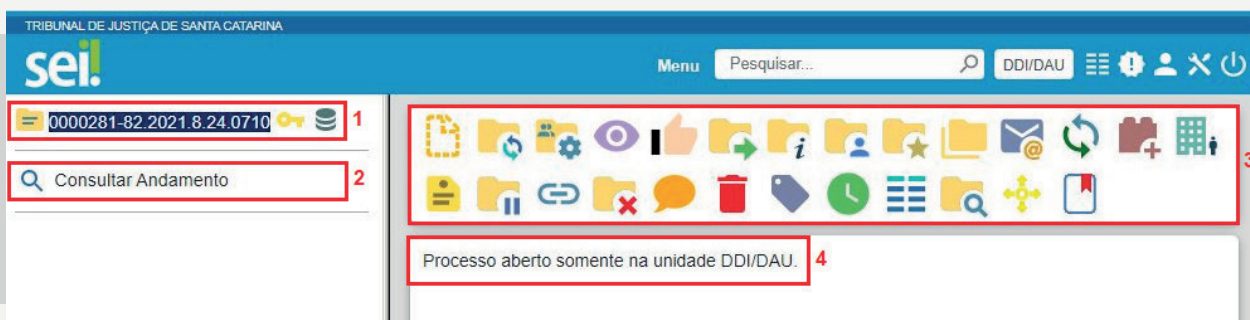 TRIBUNAL DE JUSTIÇA DE SANTA CATARINA
sei!
Menu
Pesquisar...
DDI/DAU
0000281-82.2021.8.24.0710
1
Consultar Andamento
2
3
Processo aberto somente na unidade DDI/DAU.
4